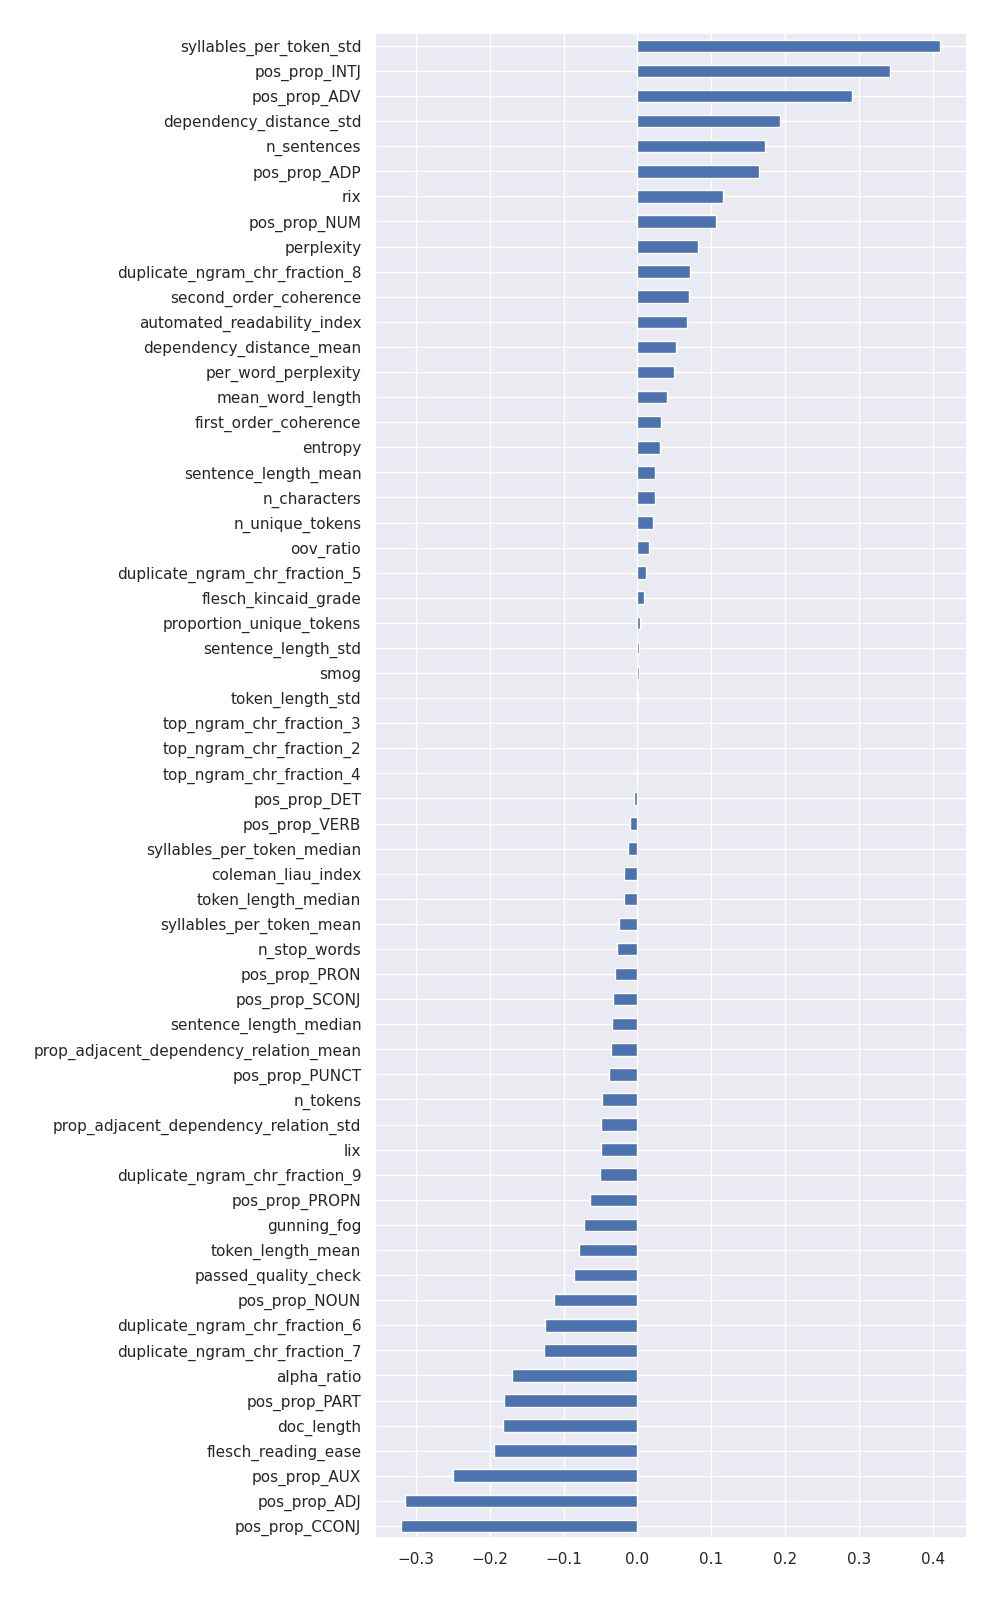 syllables_per_token_std
pos_prop_INTJ
pos_prop_ADV
dependency_distance_std
n_sentences
pos_prop_ADP
rix
pos_prop_NUM
perplexity
duplicate_ngram_chr_fraction_8
second_order_coherence
automated_readability_index
dependency_distance_mean
per_word_perplexity
mean_word_length
first_order_coherence
entropy
sentence_length_mean
n_characters
n_unique_tokens
oov_ratio
duplicate_ngram_chr_fraction_5
flesch_kincaid_grade
proportion_unique_tokens
sentence_length_std
smog
token_length_std
top_ngram_chr_fraction_3
top_ngram_chr_fraction_2
top_ngram_chr_fraction_4
pos_prop_DET
pos_prop_VERB
syllables_per_token_median
coleman_liau_index
token_length_median
syllables_per_token_mean
n_stop_words
pos_prop_PRON
pos_prop_SCONJ
sentence_length_median
prop_adjacent_dependency_relation_mean
pos_prop_PUNCT
n_tokens
prop_adjacent_dependency_relation_std
lix
duplicate_ngram_chr_fraction_9
pos_prop_PROPN
gunning_fog
token_length_mean
passed_quality_check
pos_prop_NOUN
duplicate_ngram_chr_fraction_6
duplicate_ngram_chr_fraction_7
alpha_ratio
pos_prop_PART
doc_length
flesch_reading_ease
pos_prop_AUX
pos_prop_ADJ
pos_prop_CCONJ
−0.3 −0.2 −0.1 0.0 0.1 0.2 0.3 0.4